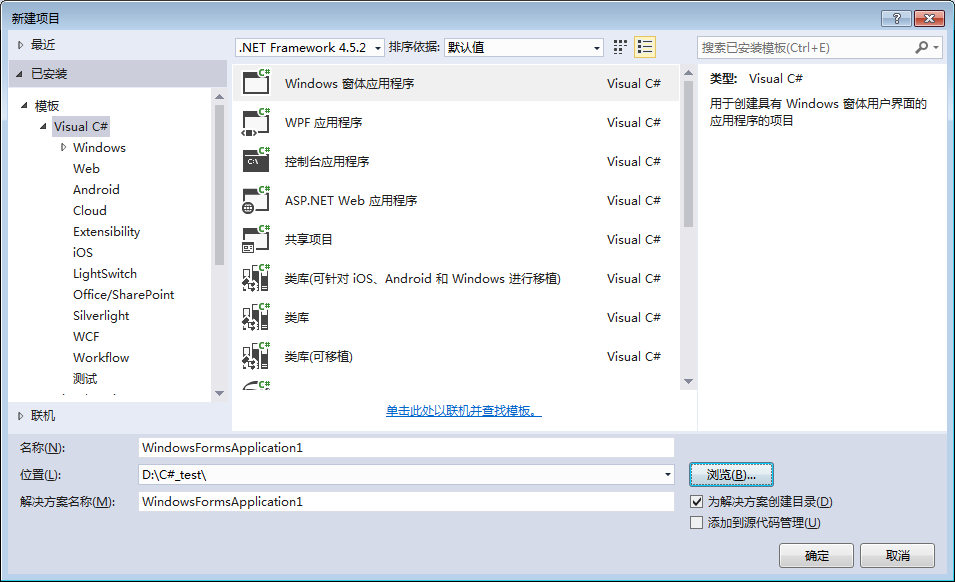 新建项目
最近
.NET Framework 4.5.2 排序依据: 默认值
搜索已安装模板(Ctrl+E)
已安装
模板
Visual C#
Windows
Web
Android
Cloud
Extensibility
iOS
LightSwitch
Office/SharePoint
Silverlight
WCF
Workflow
测试
联机
Windows 窗体应用程序 Visual C#
WPF 应用程序 Visual C#
控制台应用程序 Visual C#
ASP.NET Web 应用程序 Visual C#
共享项目 Visual C#
类库(可针对 iOS、Android 和 Windows 进行移植) Visual C#
类库 Visual C#
类库(可移植) Visual C#
单击此处以联机并查找模板。
类型: Visual C#
用于创建具有 Windows 窗体用户界面的
应用程序的项目
名称(N): WindowsFormsApplication1
位置(L): D:\C#_test\ 浏览(B)...
解决方案名称(M): WindowsFormsApplication1
为解决方案创建目录(D)
添加到源代码管理(U)
确定 取消